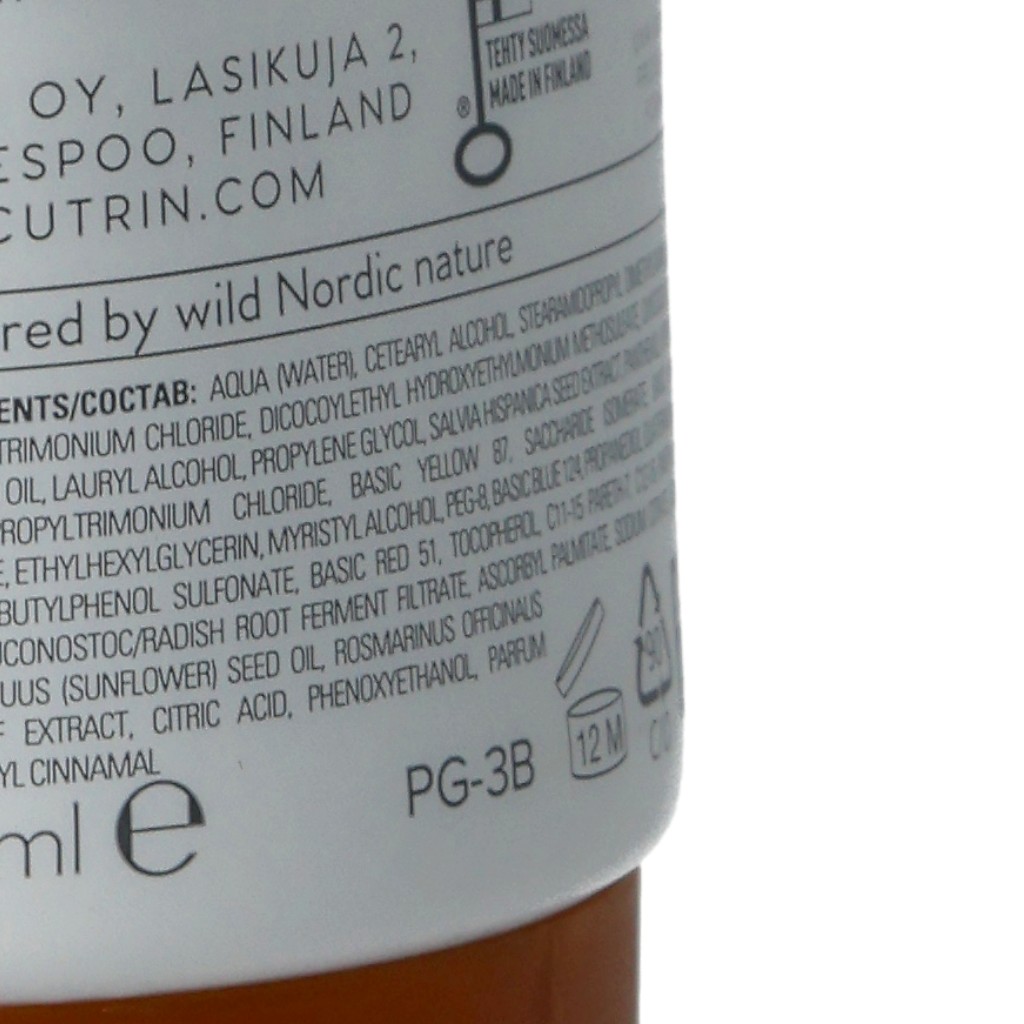 OY, LASIKUJA 2,
ESPOO, FINLAND
CUTRIN.COM
TEHTY SUOMESSA
MADE IN FINLAND
®
red by wild Nordic nature
ENTS/СОСТАВ: AQUA (WATER), CETEARYL ALCOHOL, STEARAMIDOPROPYL
TRIMONIUM CHLORIDE, DICOCOYLETHYL HYDROXYETHYLMONIUM METHOSULFATE,
OIL, LAURYL ALCOHOL, PROPYLENE GLYCOL, SALVIA HISPANICA SEED EXTRACT,
PROPYLTRIMONIUM CHLORIDE, BASIC YELLOW 87, SACCHARIDE ISOMERATE,
E, ETHYLHEXYLGLYCERIN, MYRISTYL ALCOHOL, PEG-8, BASIC BLUE 124, PROPANEDIOL,
BUTYLPHENOL SULFONATE, BASIC RED 51, TOCOPHEROL, C11-15 PARETH-7,
UCONOSTOC/RADISH ROOT FERMENT FILTRATE, ASCORBYL PALMITATE, SODIUM
UUS (SUNFLOWER) SEED OIL, ROSMARINUS OFFICINALIS
F EXTRACT, CITRIC ACID, PHENOXYETHANOL, PARFUM
YL CINNAMAL
ml e
PG-3B
12 M
90